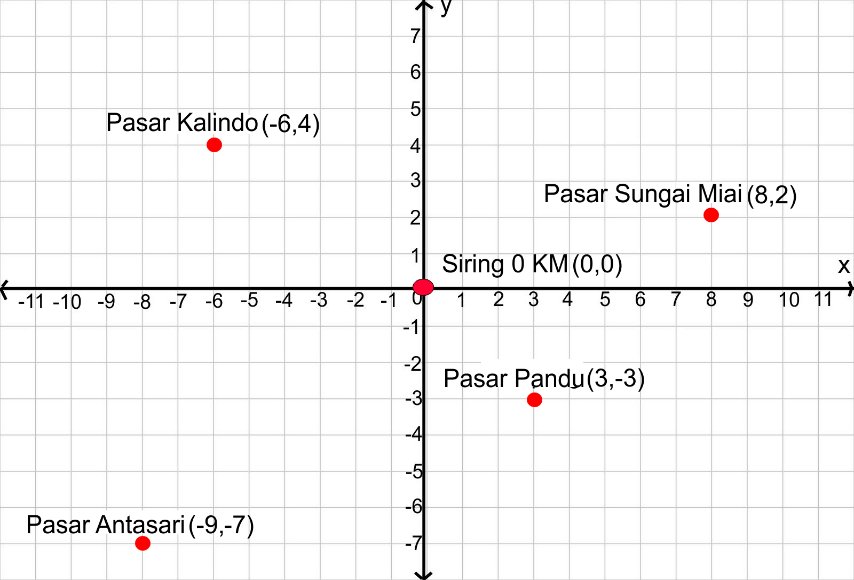 y
7
6
5
Pasar Kalindo(-6,4)
4
3
Pasar Sungai Miai(8,2)
2
1
Siring 0 KM(0,0)
x
-11 -10 -9 -8 -7 -6 -5 -4 -3 -2 -1 0 1 2 3 4 5 6 7 8 9 10 11
-1
-2
Pasar Pandu(3,-3)
-3
-4
-5
-6
Pasar Antasari(-9,-7)
-7